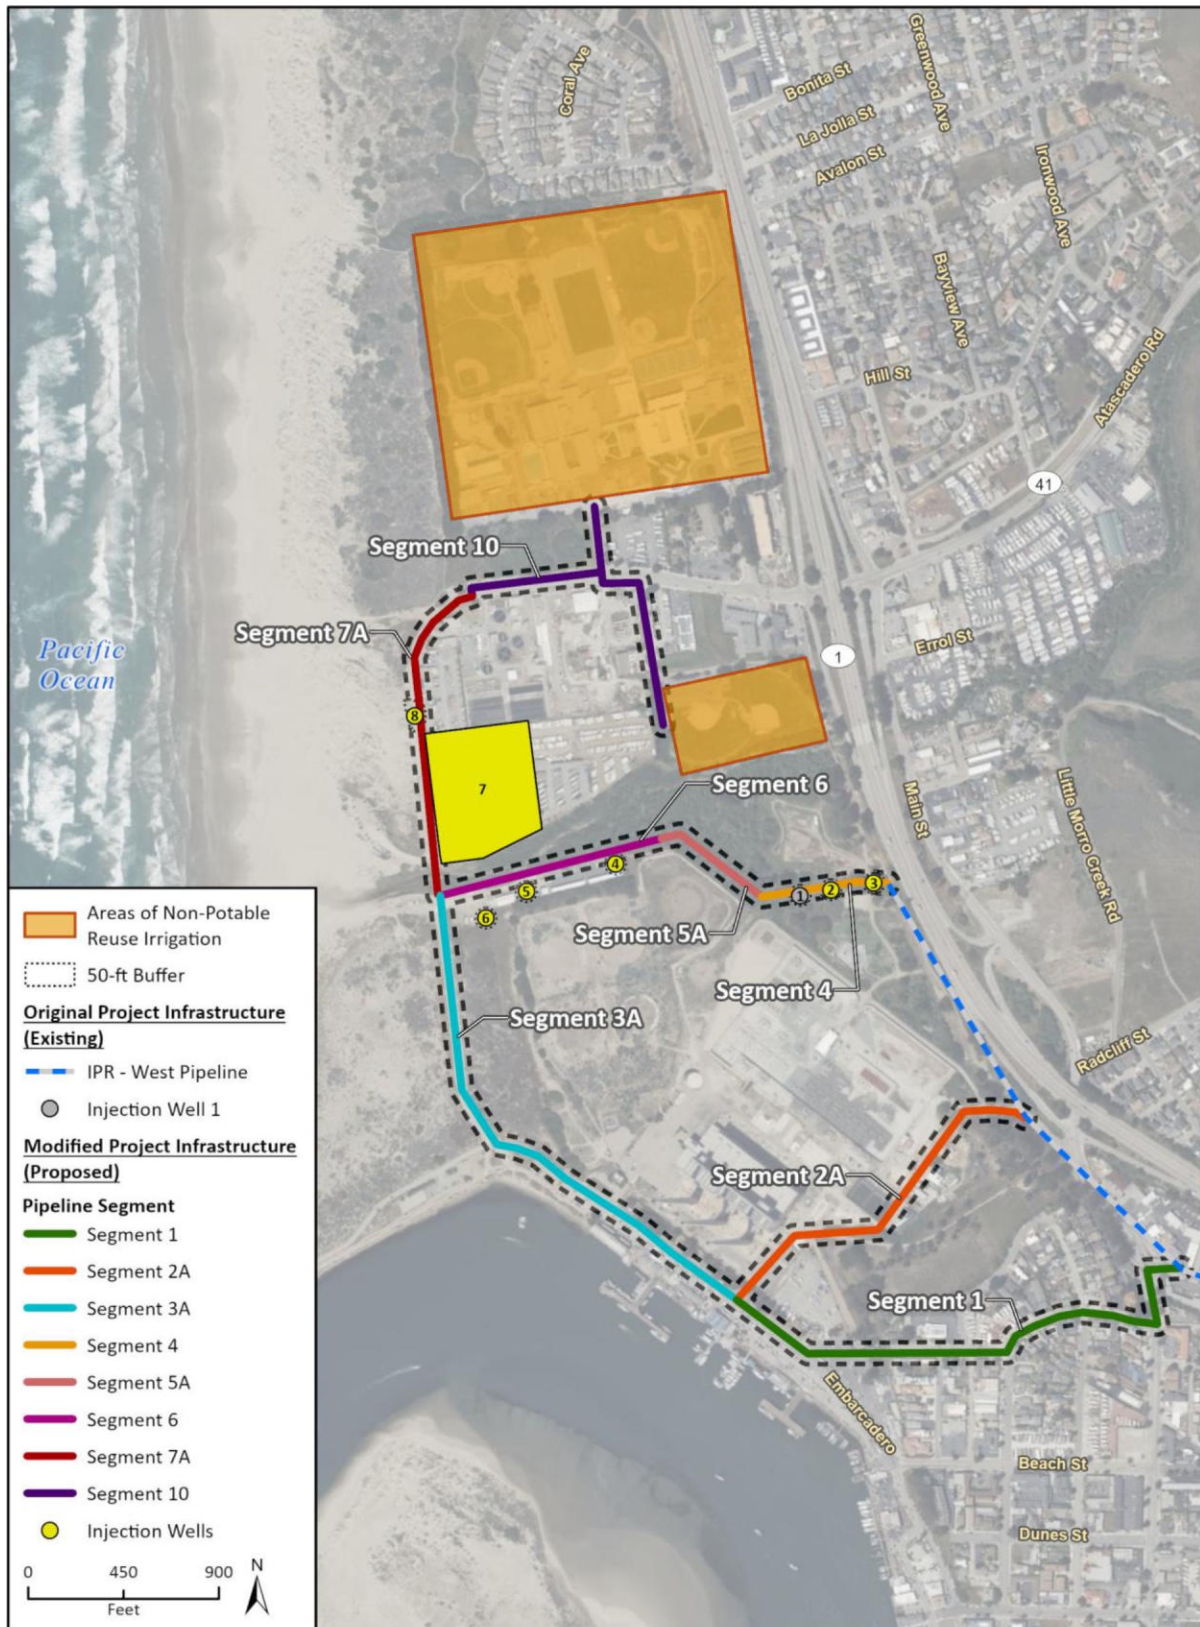 Coral Ave
Bonita St
Greenwood Ave
La Jolla St
Avalon St
Ironwood Ave
Bayview Ave
Hill St
Atascadero Rd
41
Segment 10
Segment 7A
Errol St
1
Pacific
Ocean
8
7
Segment 6
Main St
Little Morro Creek Rd
4
5
6
1
2
3
Segment 5A
Segment 4
Segment 3A
Radcliff St
Segment 2A
Segment 1
Embarcadero
Beach St
Dunes St
Areas of Non-Potable
Reuse Irrigation
50-ft Buffer
Original Project Infrastructure
(Existing)
IPR - West Pipeline
Injection Well 1
Modified Project Infrastructure
(Proposed)
Pipeline Segment
Segment 1
Segment 2A
Segment 3A
Segment 4
Segment 5A
Segment 6
Segment 7A
Segment 10
Injection Wells
0 450 900
Feet
N